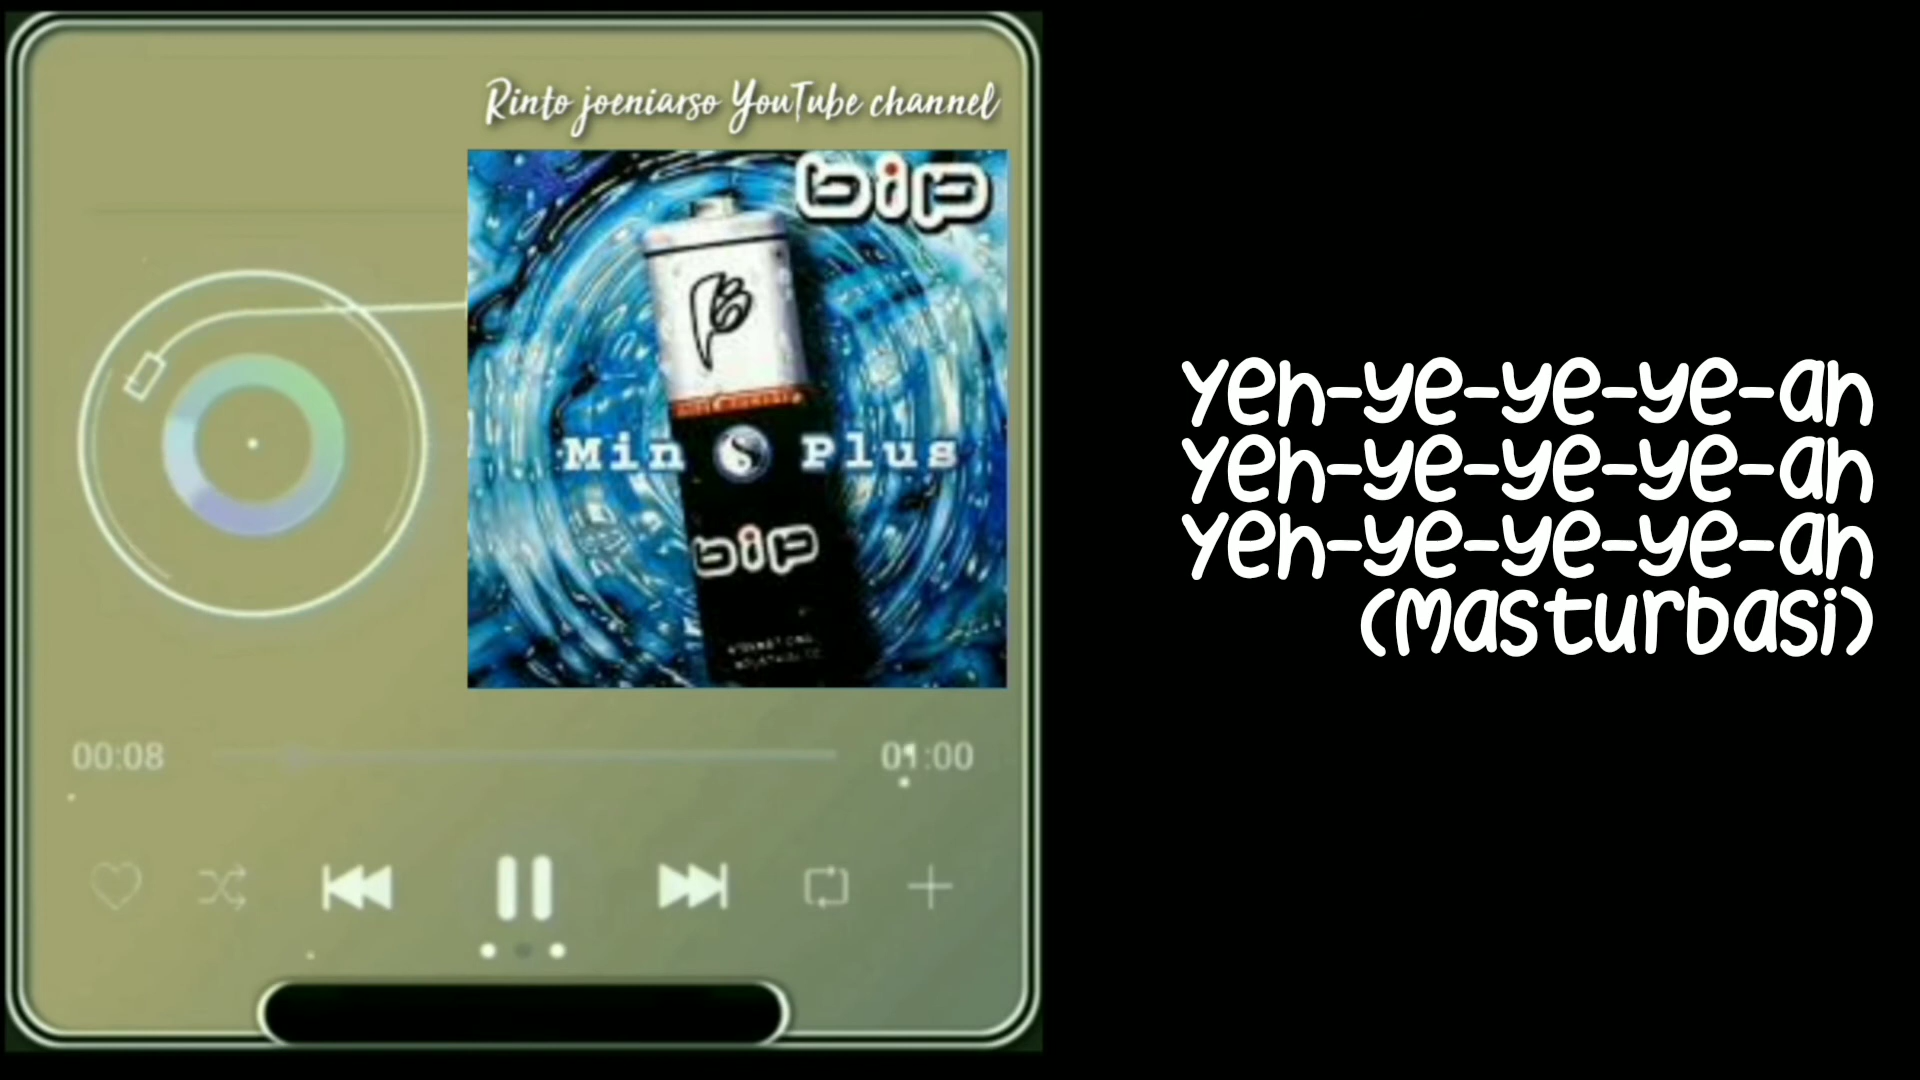 Rinto joeniarso YouTube channel
bip
Min Plus
bip
00:08
01:00
Yeh-ye-ye-ye-ah
Yeh-ye-ye-ye-ah
Yeh-ye-ye-ye-ah
(Masturbasi)